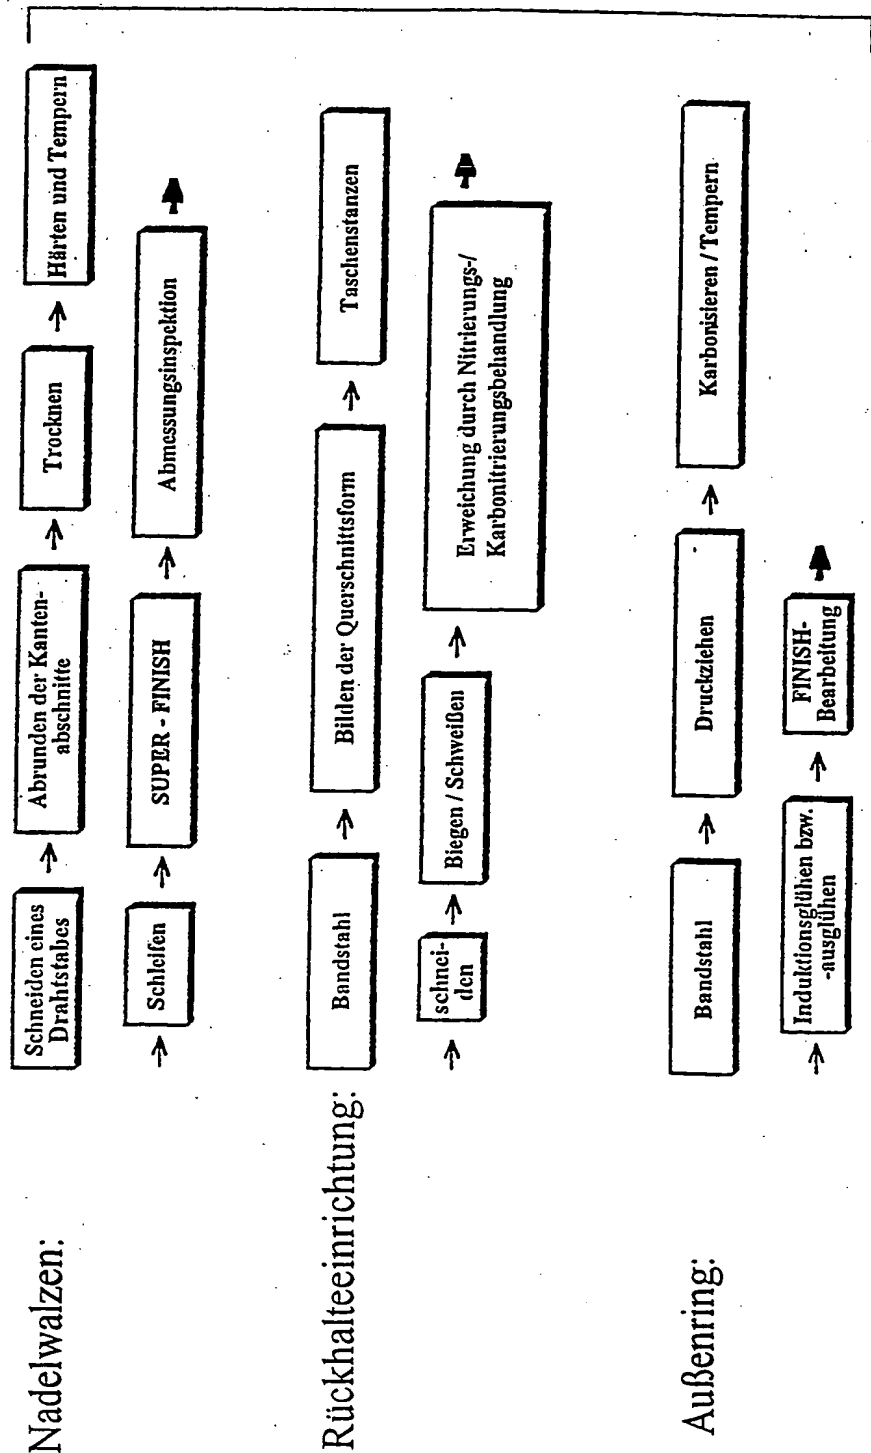 Nadelwalzen:
Schneiden eines
Drahtstabes
Abrunden der Kanten-
abschnitte
Trocknen
Härten und Tempern
Schleifen
SUPER - FINISH
Abmessungsinspektion
Rückhalteeinrichtung:
Bandstahl
Bilden der Querschnittsform
Taschenstanzen
schnei-
den
Biegen / Schweißen
Erweichung durch Nitrierungs-/
Karbonitrierungsbehandlung
Außenring:
Bandstahl
Druckziehen
Karbonisieren / Tempern
Induktionsglühen bzw.
-ausglühen
FINISH-
Bearbeitung